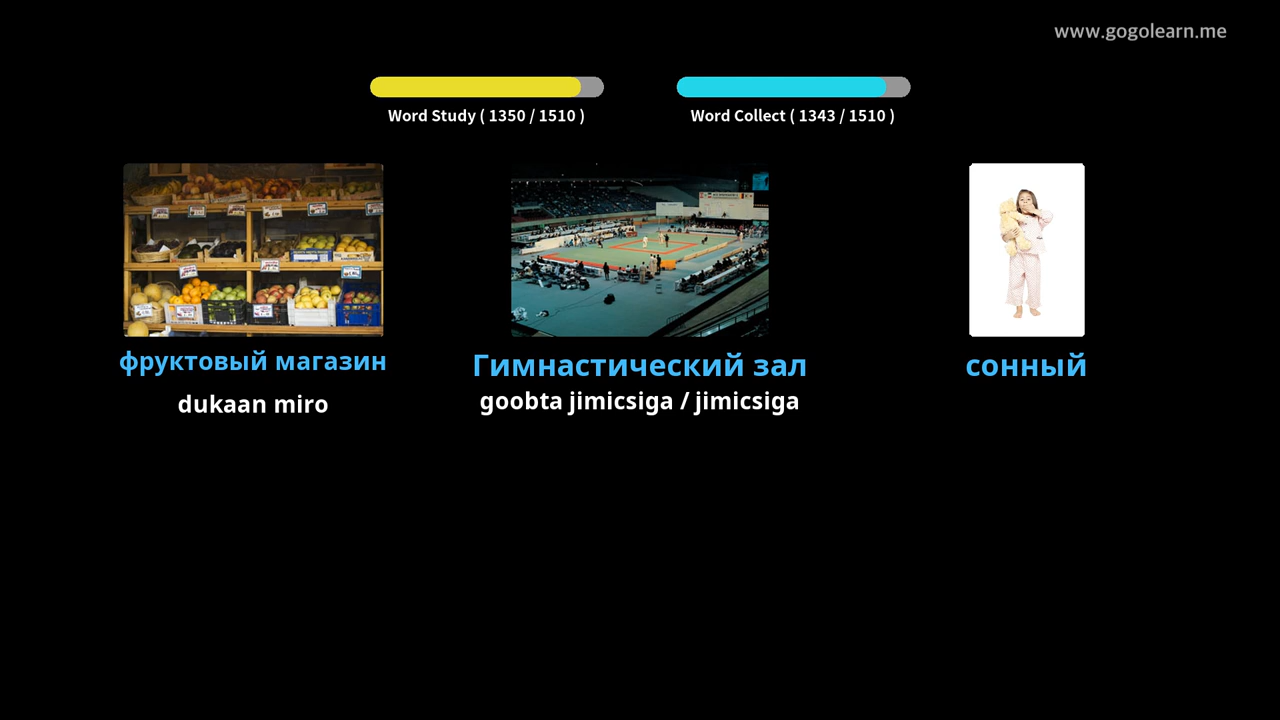 www.gogolearn.me
Word Study ( 1350 / 1510 )
Word Collect ( 1343 / 1510 )
фруктовый магазин
dukaan miro
Гимнастический зал
goobta jimicsiga / jimicsiga
сонный